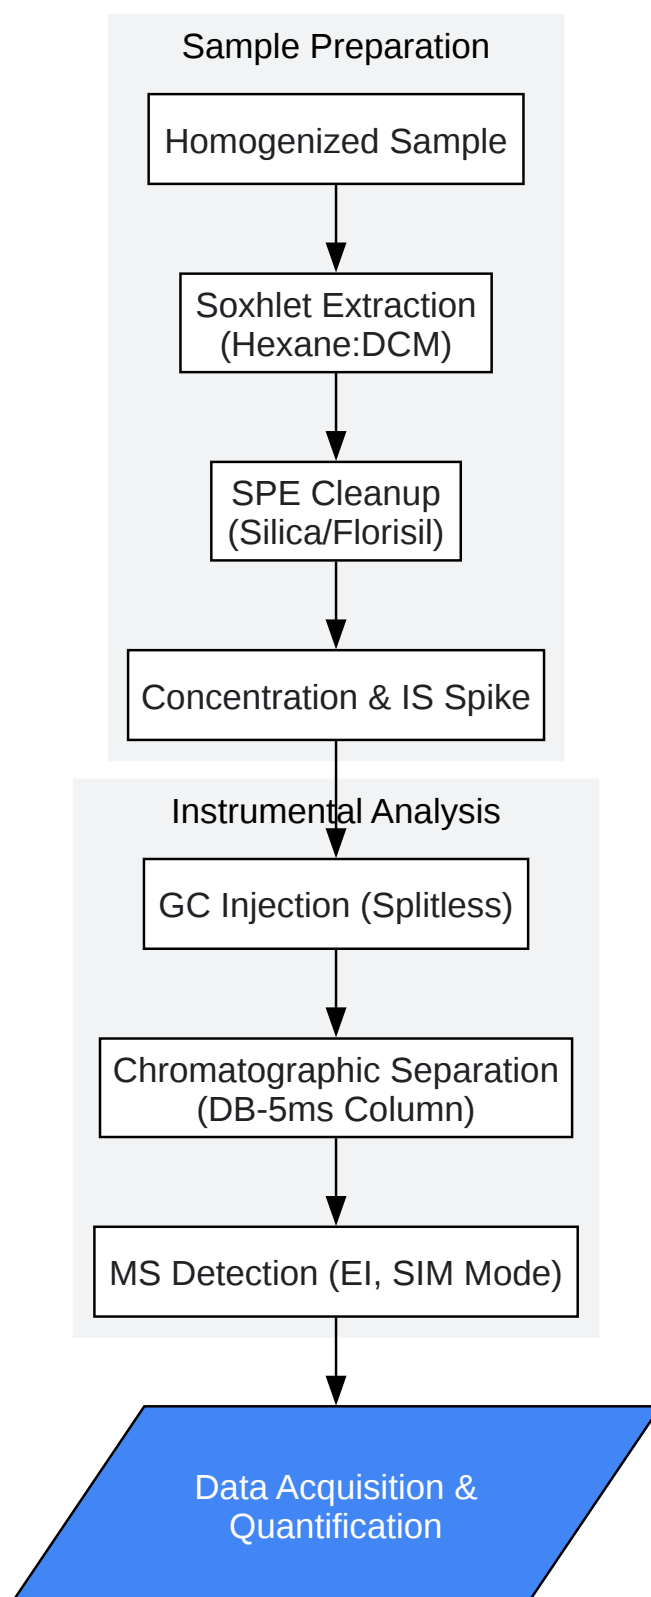 Sample Preparation
Homogenized Sample
Soxhlet Extraction
(Hexane:DCM)
SPE Cleanup
(Silica/Florisil)
Concentration & IS Spike
Instrumental Analysis
GC Injection (Splitless)
Chromatographic Separation
(DB-5ms Column)
MS Detection (EI, SIM Mode)
Data Acquisition &
Quantification